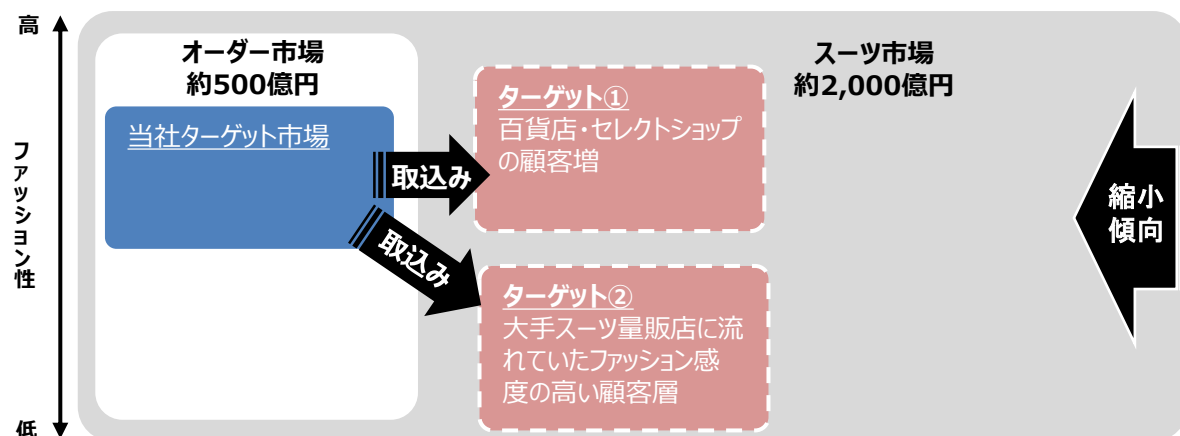 高
ファッション性
低
オーダー市場
約500億円
当社ターゲット市場
取込み
取込み
ターゲット①
百貨店・セレクトショップ
の顧客増
ターゲット②
大手スーツ量販店に流
れていたファッション感
度の高い顧客層
スーツ市場
約2,000億円
縮小
傾向